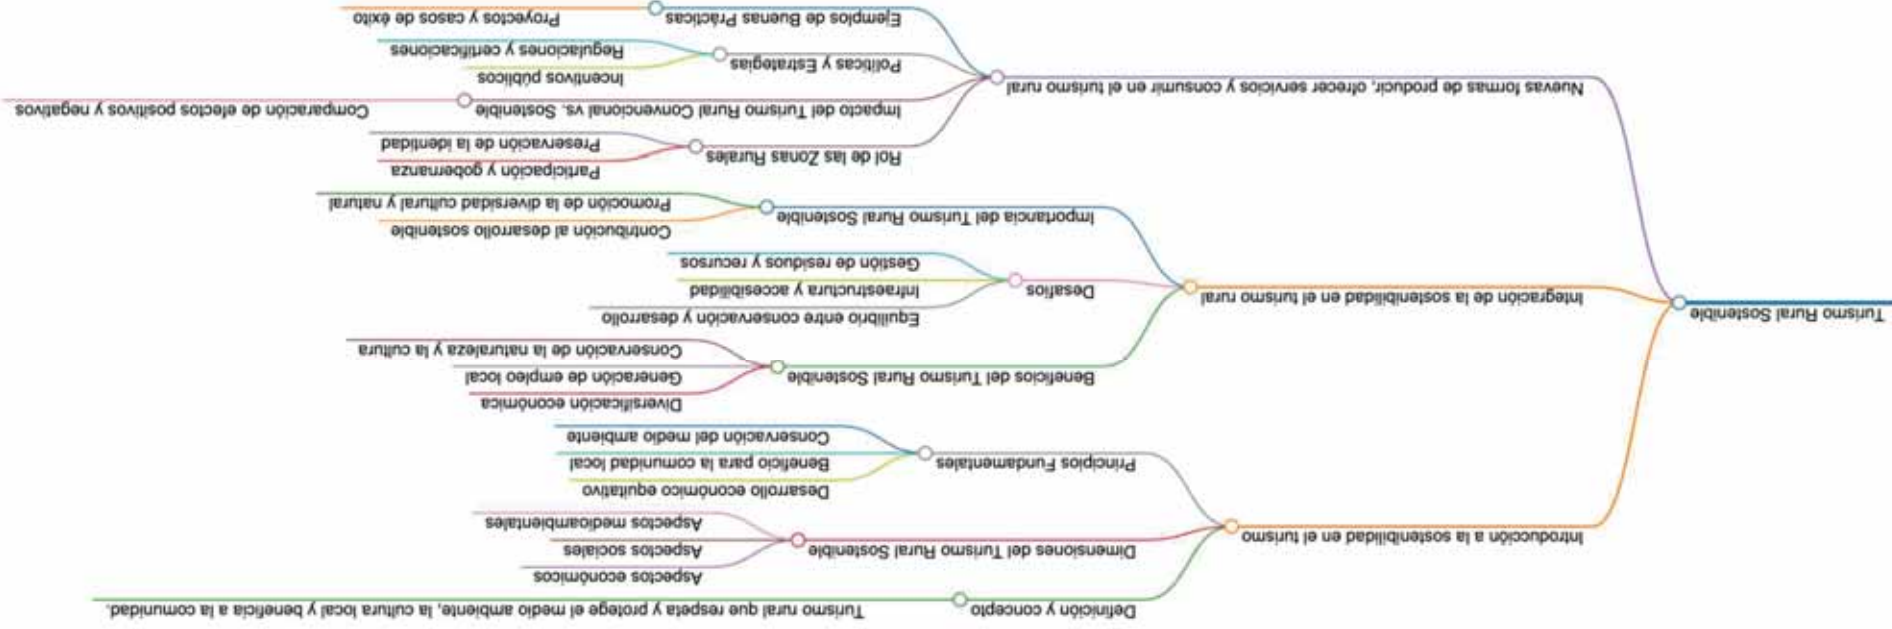 Turismo Rural Sostenible
Introducción a la sostenibilidad en el turismo
Definición y concepto
Turismo rural que respeta y protege el medio ambiente, la cultura local y beneficia a la comunidad.
Dimensiones del Turismo Rural Sostenible
Aspectos económicos
Aspectos sociales
Aspectos medioambientales
Principios Fundamentales
Desarrollo económico equitativo
Beneficio para la comunidad local
Conservación del medio ambiente
Integración de la sostenibilidad en el turismo rural
Beneficios del Turismo Rural Sostenible
Diversificación económica
Generación de empleo local
Conservación de la naturaleza y la cultura
Desafíos
Equilibrio entre conservación y desarrollo
Infraestructura y accesibilidad
Gestión de residuos y recursos
Importancia del Turismo Rural Sostenible
Contribución al desarrollo sostenible
Promoción de la diversidad cultural y natural
Nuevas formas de producir, ofrecer servicios y consumir en el turismo rural
Rol de las Zonas Rurales
Participación y gobernanza
Preservación de la identidad
Impacto del Turismo Rural Convencional vs. Sostenible
Comparación de efectos positivos y negativos
Políticas y Estrategias
Incentivos públicos
Regulaciones y certificaciones
Ejemplos de Buenas Prácticas
Proyectos y casos de éxito